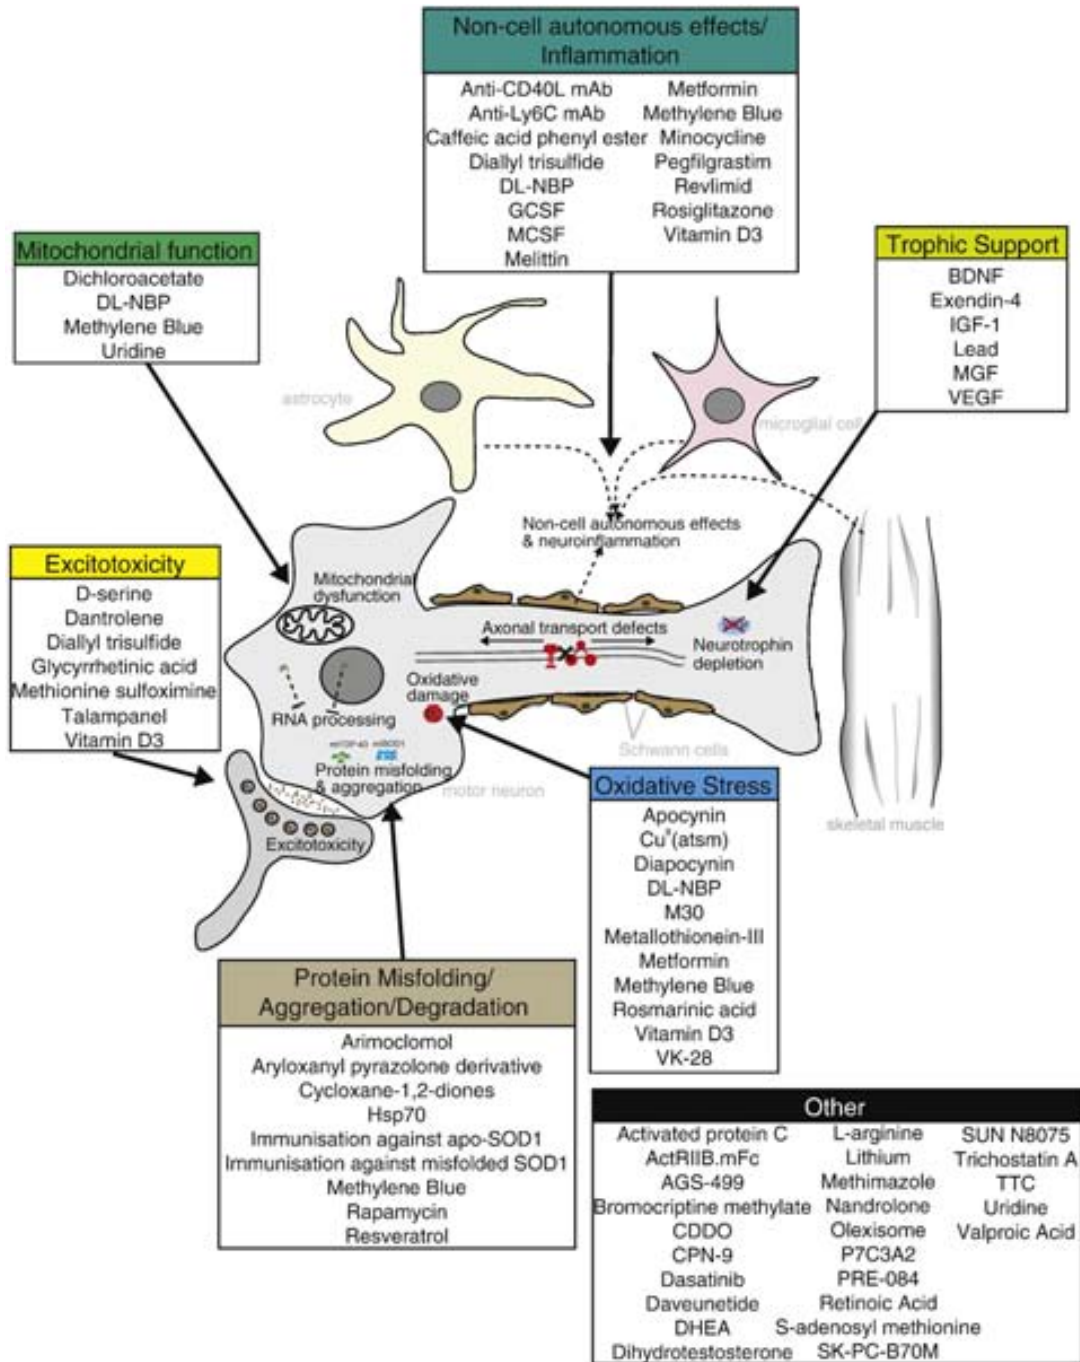 Non-cell autonomous effects/
Inflammation
Anti-CD40L mAb
Anti-Ly6C mAb
Caffeic acid phenyl ester
Diallyl trisulfide
DL-NBP
GCSF
MCSF
Melittin
Metformin
Methylene Blue
Minocycline
Pegfilgrastim
Revlimid
Rosiglitazone
Vitamin D3
Mitochondrial function
Dichloroacetate
DL-NBP
Methylene Blue
Uridine
Trophic Support
BDNF
Exendin-4
IGF-1
Lead
MGF
VEGF
astrocyte
microglial cell
Non-cell autonomous effects
& neuroinflammation
Excitotoxicity
D-serine
Dantrolene
Diallyl trisulfide
Glycyrrhetinic acid
Methionine sulfoximine
Talampanel
Vitamin D3
Mitochondrial
dysfunction
Axonal transport defects
Neurotrophin
depletion
Oxidative
damage
RNA processing
mTDP-43 mSOD1
Protein misfolding
& aggregation
motor neuron
Schwann cells
skeletal muscle
Excitotoxicity
Oxidative Stress
Apocynin
Cuᴵᴵ(atsm)
Diapocynin
DL-NBP
M30
Metallothionein-III
Metformin
Methylene Blue
Rosmarinic acid
Vitamin D3
VK-28
Protein Misfolding/
Aggregation/Degradation
Arimoclomol
Aryloxanyl pyrazolone derivative
Cycloxane-1,2-diones
Hsp70
Immunisation against apo-SOD1
Immunisation against misfolded SOD1
Methylene Blue
Rapamycin
Resveratrol
Other
Activated protein C
ActRIIB.mFc
AGS-499
Bromocriptine methylate
CDDO
CPN-9
Dasatinib
Daveunetide
DHEA
Dihydrotestosterone
L-arginine
Lithium
Methimazole
Nandrolone
Olexisome
P7C3A2
PRE-084
Retinoic Acid
S-adenosyl methionine
SK-PC-B70M
SUN N8075
Trichostatin A
TTC
Uridine
Valproic Acid